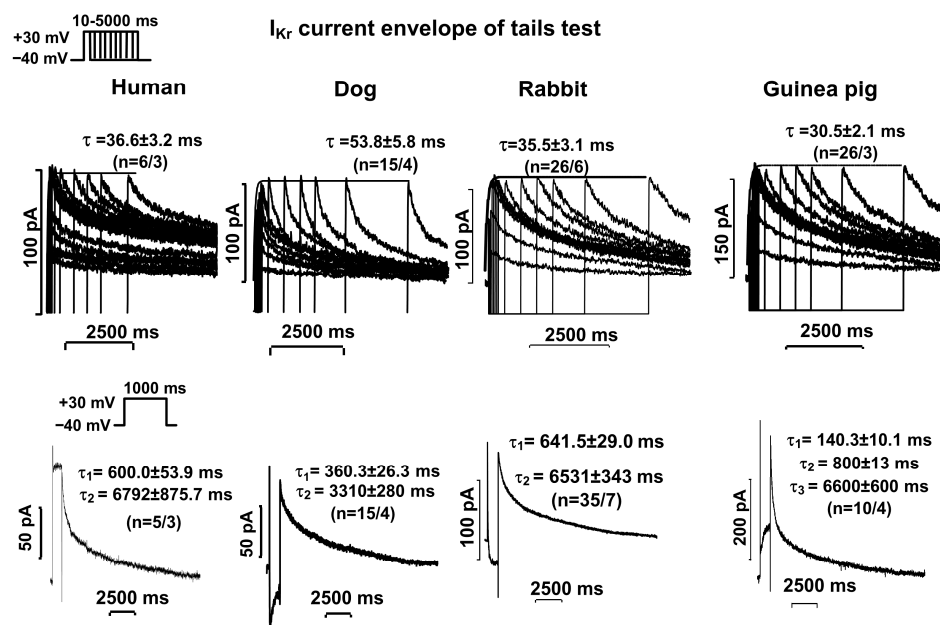 10-5000 ms
I_Kr current envelope of tails test
+30 mV
−40 mV
Human
Dog
Rabbit
Guinea pig
τ =36.6±3.2 ms
(n=6/3)
τ =53.8±5.8 ms
(n=15/4)
τ =35.5±3.1 ms
(n=26/6)
τ =30.5±2.1 ms
(n=26/3)
100 pA
100 pA
100 pA
150 pA
2500 ms
2500 ms
2500 ms
2500 ms
1000 ms
+30 mV
−40 mV
τ1= 600.0±53.9 ms
τ2= 6792±875.7ms
(n=5/3)
τ1= 360.3±26.3 ms
τ2= 3310±280 ms
(n=15/4)
τ1= 641.5±29.0 ms
τ2= 6531±343 ms
(n=35/7)
τ1= 140.3±10.1 ms
τ2= 800±13 ms
τ3= 6600±600 ms
(n=10/4)
50 pA
50 pA
100 pA
200 pA
2500 ms
2500 ms
2500 ms
2500 ms